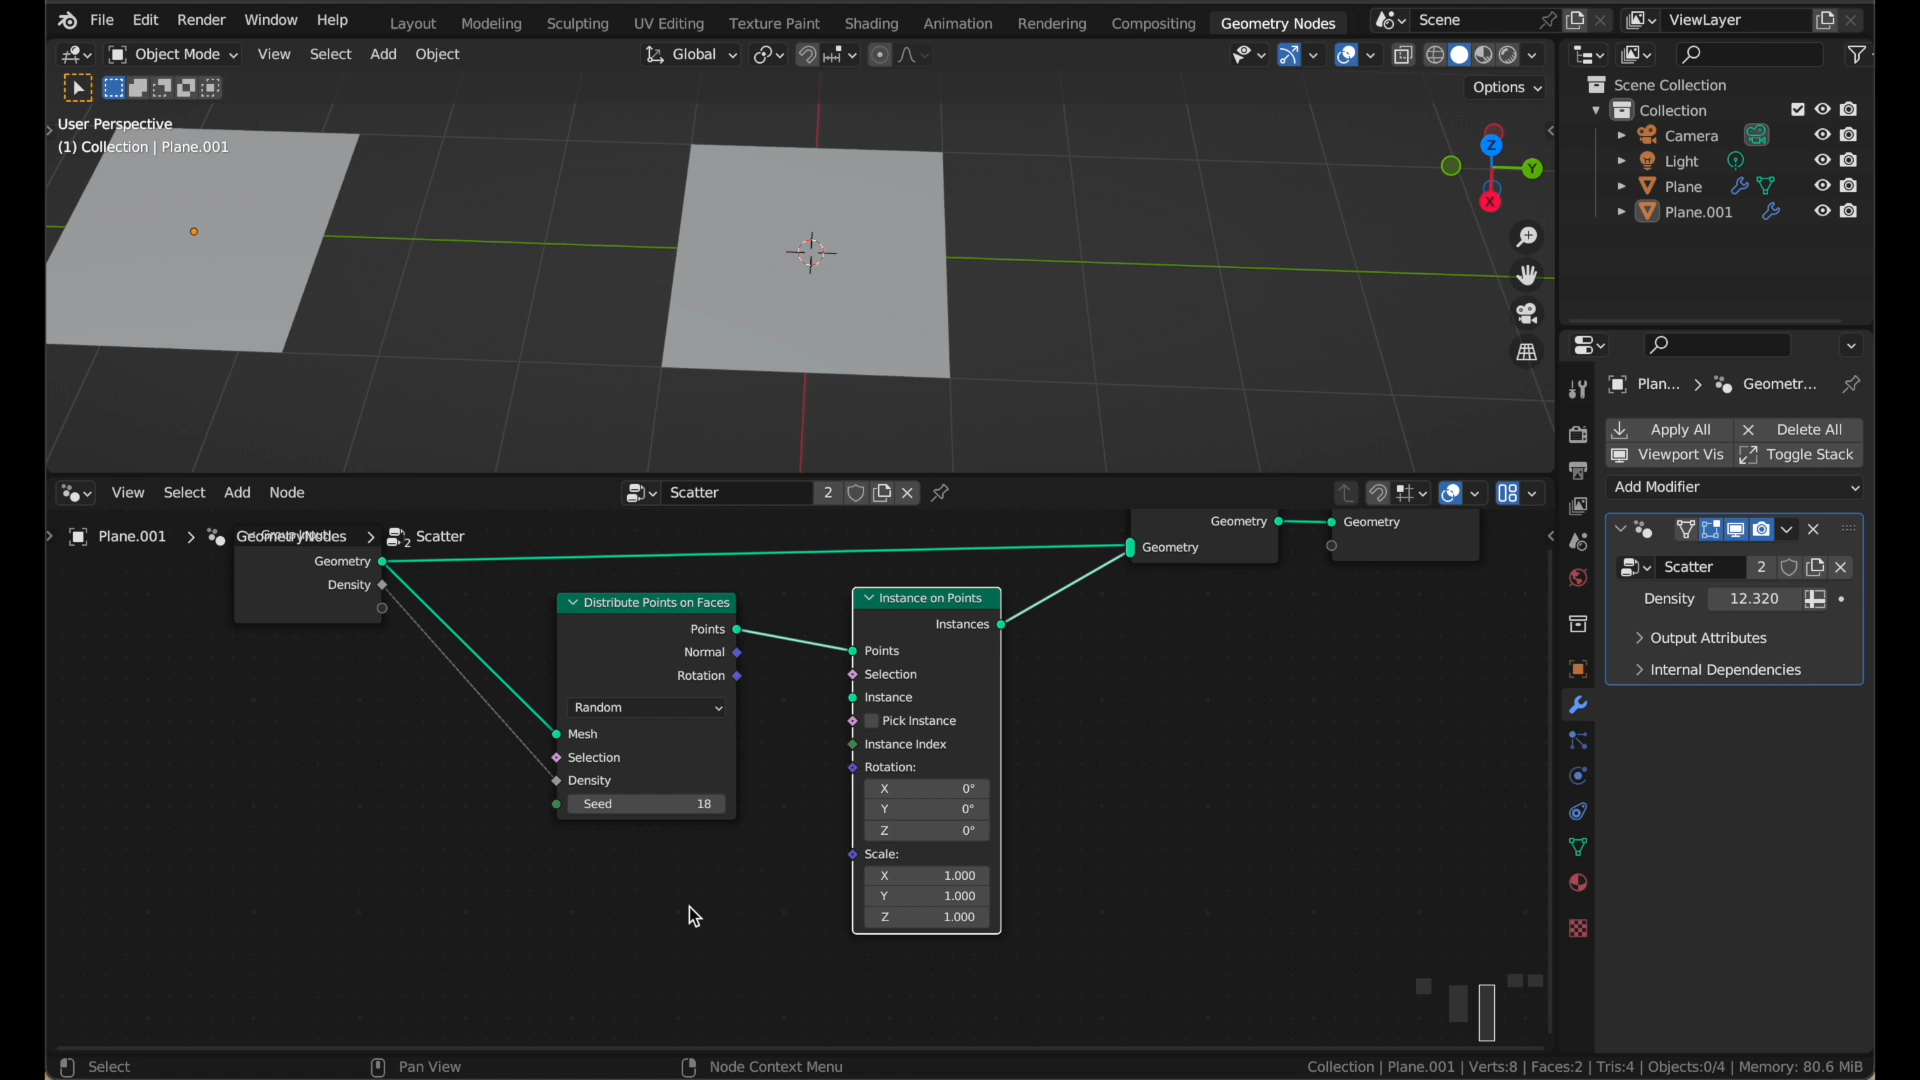 File Edit Render Window Help Layout Modeling Sculpting UV Editing Texture Paint Shading Animation Rendering Compositing Geometry Nodes Scene ViewLayer
Object Mode View Select Add Object Global
Options
User Perspective
(1) Collection | Plane.001
Z
Y
X
Scene Collection
Collection
Camera
Light
Plane
Plane.001
Plan... > Geometr...
Apply All Delete All
Viewport Vis Toggle Stack
Add Modifier
Scatter 2
Density 12.320
Output Attributes
Internal Dependencies
View Select Add Node Scatter 2
Plane.001 > GeometryNodes > Scatter
2
Geometry
Density
Geometry
Geometry
Geometry
Distribute Points on Faces
Points
Normal
Rotation
Random
Mesh
Selection
Density
Seed 18
Instance on Points
Instances
Points
Selection
Instance
Pick Instance
Instance Index
Rotation:
X 0°
Y 0°
Z 0°
Scale:
X 1.000
Y 1.000
Z 1.000
Select Pan View Node Context Menu Collection | Plane.001 | Verts:8 | Faces:2 | Tris:4 | Objects:0/4 | Memory: 80.6 MiB